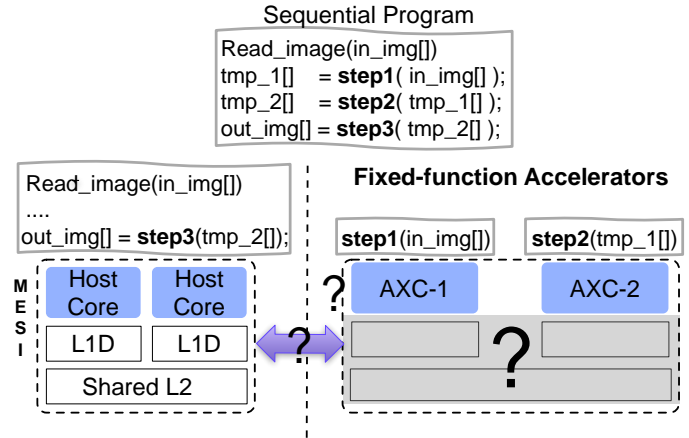 Sequential Program
Read_image(in_img[])
tmp_1[] = step1( in_img[] );
tmp_2[] = step2( tmp_1[] );
out_img[] = step3( tmp_2[] );
Read_image(in_img[])
....
out_img[] = step3(tmp_2[]);
Fixed-function Accelerators
step1(in_img[])
step2(tmp_1[])
MESI
Host Core
Host Core
L1D
L1D
Shared L2
?
?
AXC-1
AXC-2
?